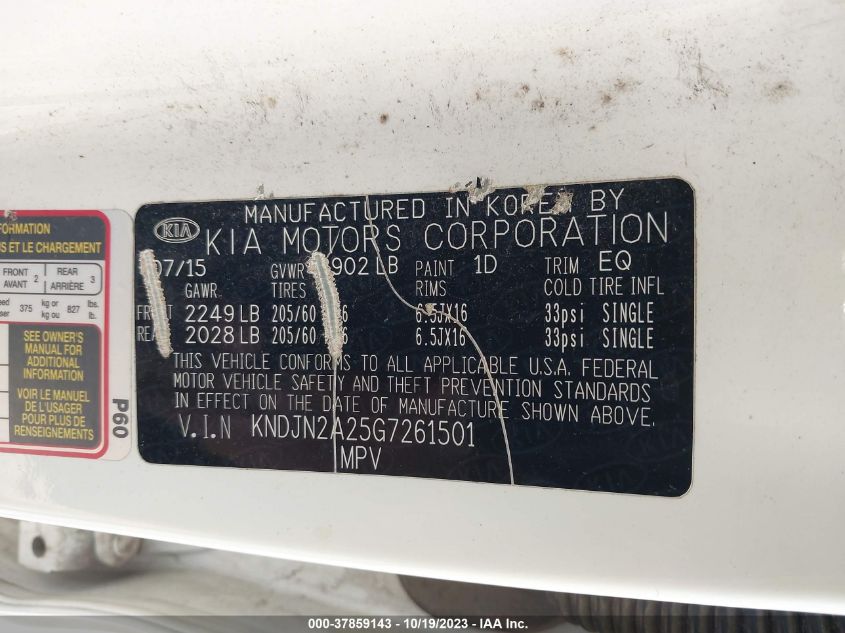 MANUFACTURED IN KOREA BY
KIA KIA MOTORS CORPORATION
07/15 GVWR 902 LB PAINT 1D TRIM EQ
GAWR TIRES RIMS COLD TIRE INFL
2249 LB 205/60 6.5JX16 33psi SINGLE
2028 LB 205/60 6.5JX16 33psi SINGLE
THIS VEHICLE CONFORMS TO ALL APPLICABLE U.S.A. FEDERAL
MOTOR VEHICLE SAFETY AND THEFT PREVENTION STANDARDS
IN EFFECT ON THE DATE OF MANUFACTURE SHOWN ABOVE.
V.I.N KNDJN2A25G7261501
MPV
FORMATION
S ET LE CHARGEMENT
FRONT
AVANT 2 REAR
ARRIÈRE 3
375 kg or
kg ou 827 lbs.
lb.
SEE OWNER'S
MANUAL FOR
ADDITIONAL
INFORMATION
VOIR LE MANUEL
DE L'USAGER
POUR PLUS DE
RENSEIGNEMENTS
P60
000-37859143 - 10/19/2023 - IAA Inc.